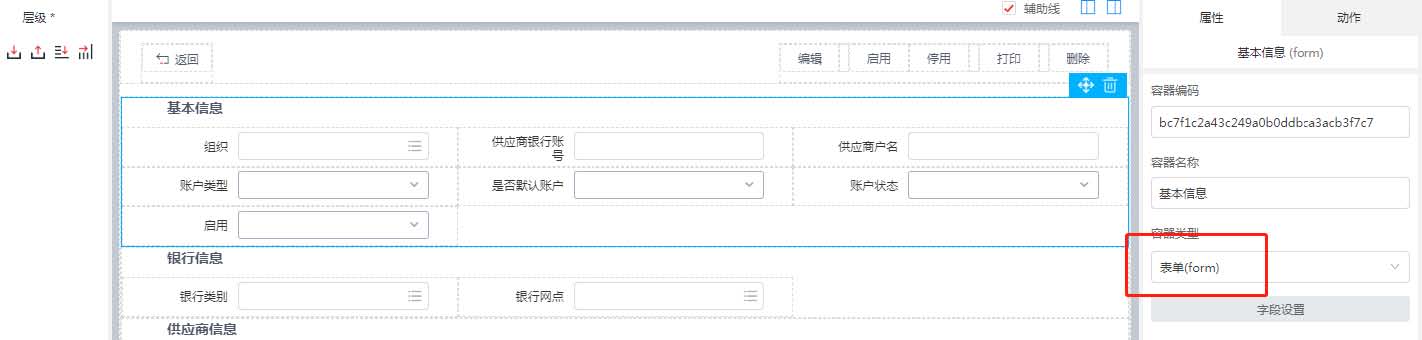 层级 *
辅助线
返回
编辑 启用 停用 打印 删除
基本信息
组织
供应商银行账号
供应商户名
账户类型
是否默认账户
账户状态
启用
银行信息
银行类别
银行网点
供应商信息
属性 动作
基本信息 (form)
容器编码
bc7f1c2a43c249a0b0ddbca3acb3f7c7
容器名称
基本信息
容器类型
表单(form)
字段设置